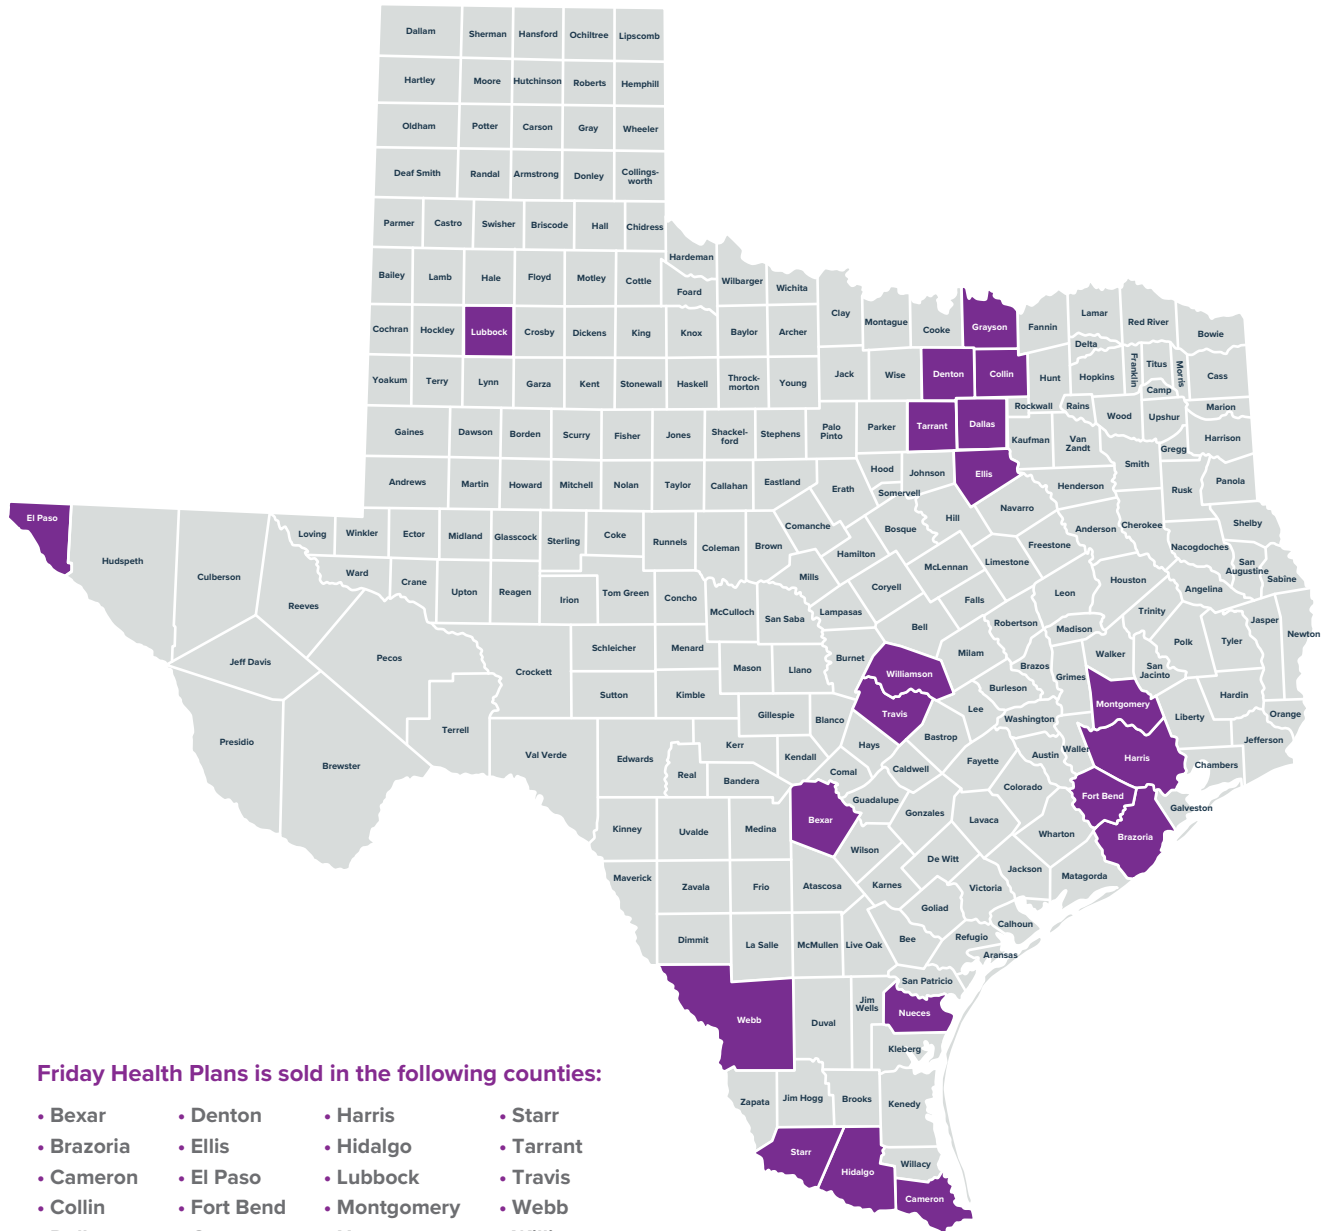 Dallam Sherman Hansford Ochiltree Lipscomb
Hartley Moore Hutchinson Roberts Hemphill
Oldham Potter Carson Gray Wheeler
Deaf Smith Randal Armstrong Donley Collings-
worth
Parmer Castro Swisher Briscode Hall Chidress
Hardeman
Bailey Lamb Hale Floyd Motley Cottle Foard Wilbarger Wichita
Cochran Hockley Lubbock Crosby Dickens King Knox Baylor Archer Clay Montague Cooke Grayson Fannin Lamar Red River Bowie
Delta
Yoakum Terry Lynn Garza Kent Stonewall Haskell Throck-
morton Young Jack Wise Denton Collin Hunt Hopkins Franklin Titus Morris Cass
Camp
Rockwall Rains Wood Upshur Marion
Gaines Dawson Borden Scurry Fisher Jones Shackel-
ford Stephens Palo
Pinto Parker Tarrant Dallas Kaufman Van
Zandt Gregg Harrison
Andrews Martin Howard Mitchell Nolan Taylor Callahan Eastland Erath Hood Johnson Ellis Henderson Smith Rusk Panola
Somervell
El Paso Hudspeth Culberson Loving Winkler Ector Midland Glasscock Sterling Coke Runnels Coleman Brown Comanche Bosque Hill Navarro Anderson Cherokee Shelby
Hamilton Freestone Nacogdoches
Reeves Ward Crane Upton Reagen Irion Tom Green Concho Mills Coryell McLennan Limestone Leon Houston Angelina San
Augustine Sabine
McCulloch San Saba Lampasas Bell Falls Robertson Madison Trinity Jasper Newton
Jeff Davis Pecos Crockett Schleicher Menard Mason Llano Burnet Milam Brazos Walker Polk Tyler
Williamson Grimes San
Jacinto
Presidio Brewster Terrell Sutton Kimble Gillespie Blanco Travis Lee Burleson Washington Montgomery Liberty Hardin Orange
Val Verde Edwards Kerr Kendall Hays Bastrop Austin Waller Harris Jefferson
Real Bandera Comal Caldwell Fayette Chambers
Kinney Uvalde Medina Bexar Guadalupe Gonzales Colorado Fort Bend Galveston
Lavaca Wharton Brazoria
Maverick Zavala Frio Atascosa Wilson Karnes De Witt Victoria Jackson Matagorda
Goliad Calhoun
Dimmit La Salle McMullen Live Oak Bee Refugio Aransas
San Patricio
Webb Duval Jim
Wells Nueces
Kleberg
Zapata Jim Hogg Brooks Kenedy
Starr Hidalgo Willacy
Cameron
Friday Health Plans is sold in the following counties:
• Bexar • Denton • Harris • Starr
• Brazoria • Ellis • Hidalgo • Tarrant
• Cameron • El Paso • Lubbock • Travis
• Collin • Fort Bend • Montgomery • Webb